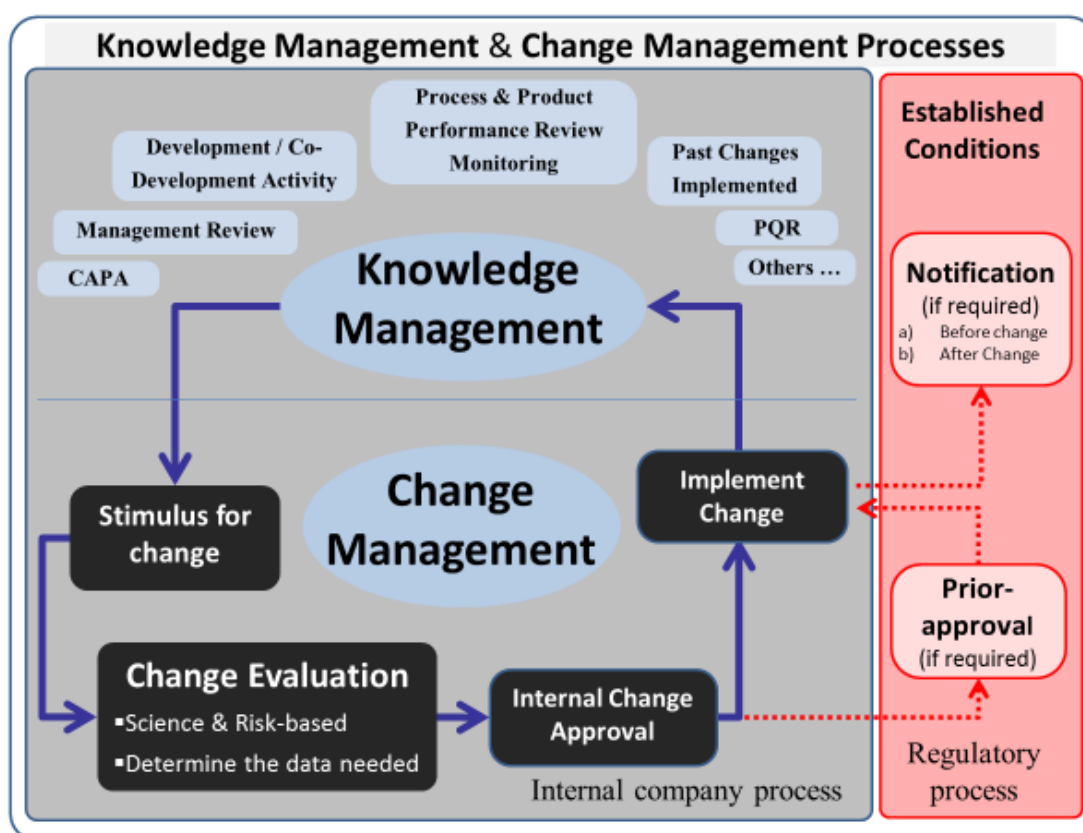 Knowledge Management & Change Management Processes
Process & Product
Performance Review
Monitoring
Development / Co-
Development Activity
Past Changes
Implemented
Management Review
PQR
CAPA
Others ...
Knowledge
Management
Stimulus for
change
Change
Management
Implement
Change
Change Evaluation
▪Science & Risk-based
▪Determine the data needed
Internal Change
Approval
Internal company process
Established
Conditions
Notification
(if required)
a) Before change
b) After Change
Prior-
approval
(if required)
Regulatory
process